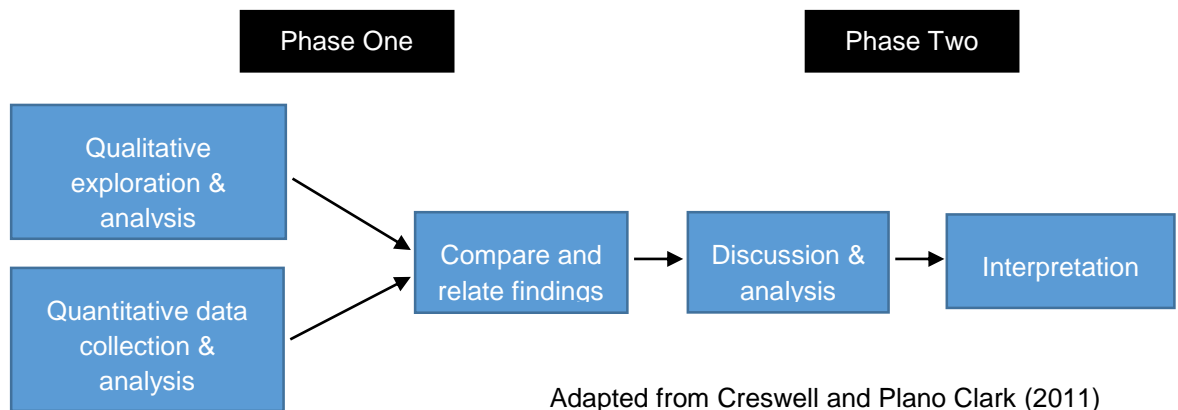 Phase One
Phase Two
Qualitative
exploration &
analysis
Quantitative data
collection &
analysis
Compare and
relate findings
Discussion &
analysis
Interpretation
Adapted from Creswell and Plano Clark (2011)